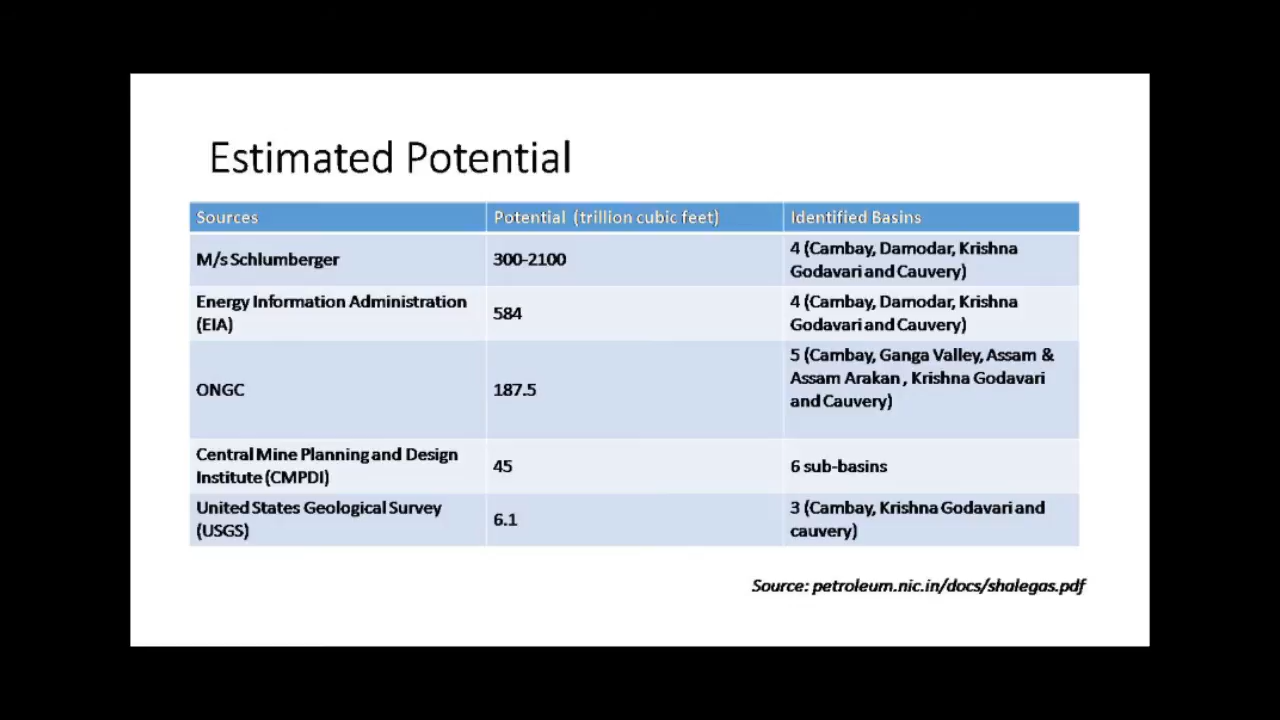 Estimated Potential
Sources
Potential (trillion cubic feet)
Identified Basins
M/s Schlumberger
300-2100
4 (Cambay, Damodar, Krishna
Godavari and Cauvery)
Energy Information Administration
(EIA)
584
4 (Cambay, Damodar, Krishna
Godavari and Cauvery)
ONGC
187.5
5 (Cambay, Ganga Valley, Assam &
Assam Arakan , Krishna Godavari
and Cauvery)
Central Mine Planning and Design
Institute (CMPDI)
45
6 sub-basins
United States Geological Survey
(USGS)
6.1
3 (Cambay, Krishna Godavari and
cauvery)
Source: petroleum.nic.in/docs/shalegas.pdf